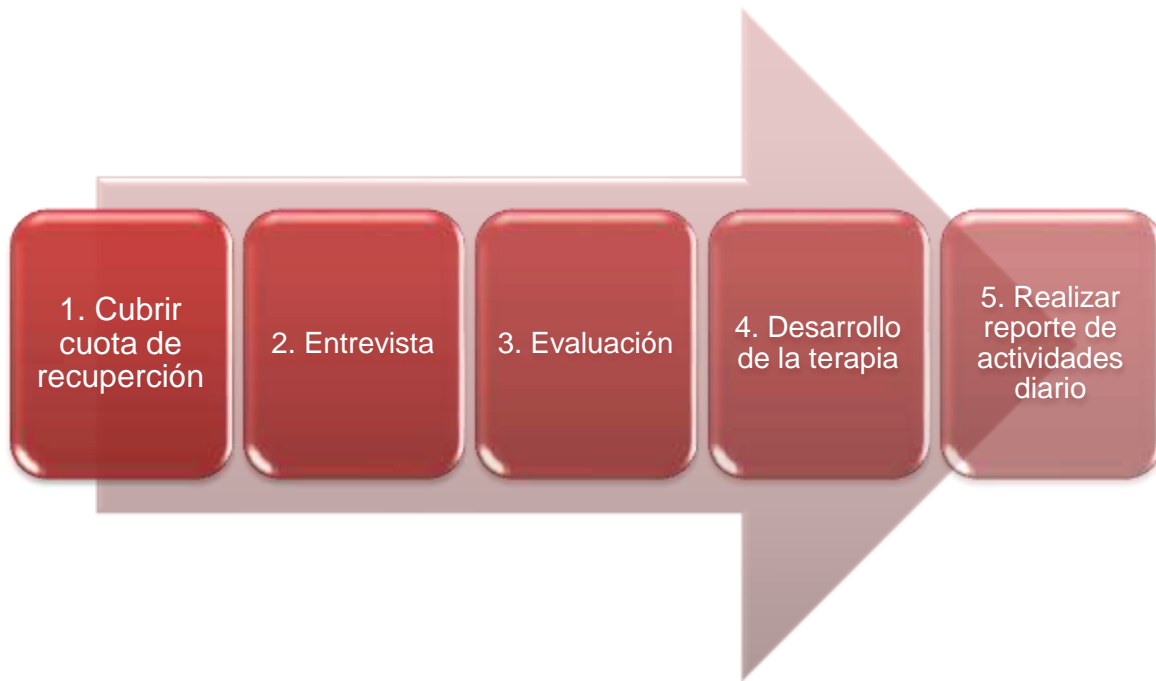 1. Cubrir
cuota de
recuperción
2. Entrevista
3. Evaluación
4. Desarrollo
de la terapia
5. Realizar
reporte de
actividades
diario